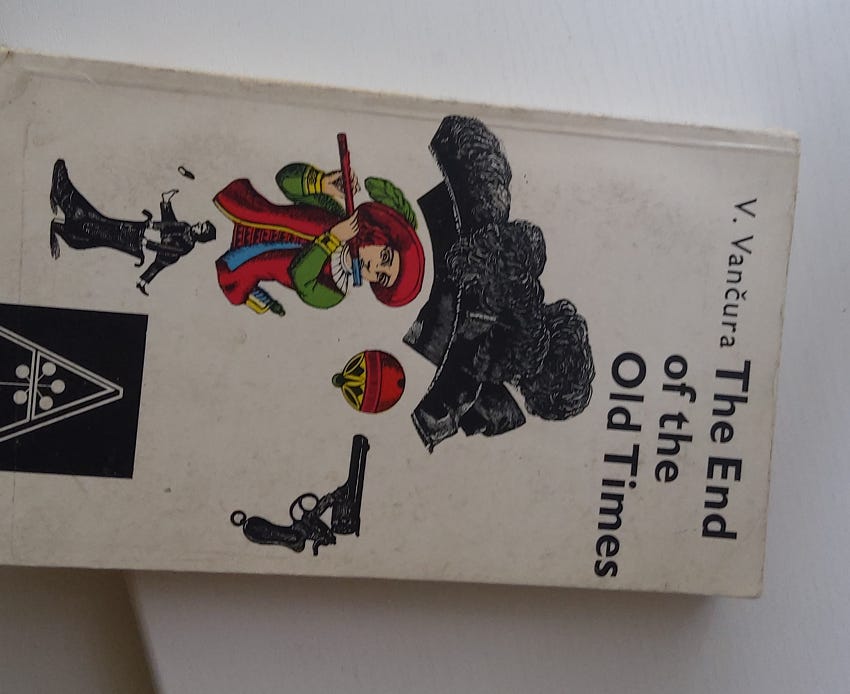 V. Vančura The End
of the
Old Times